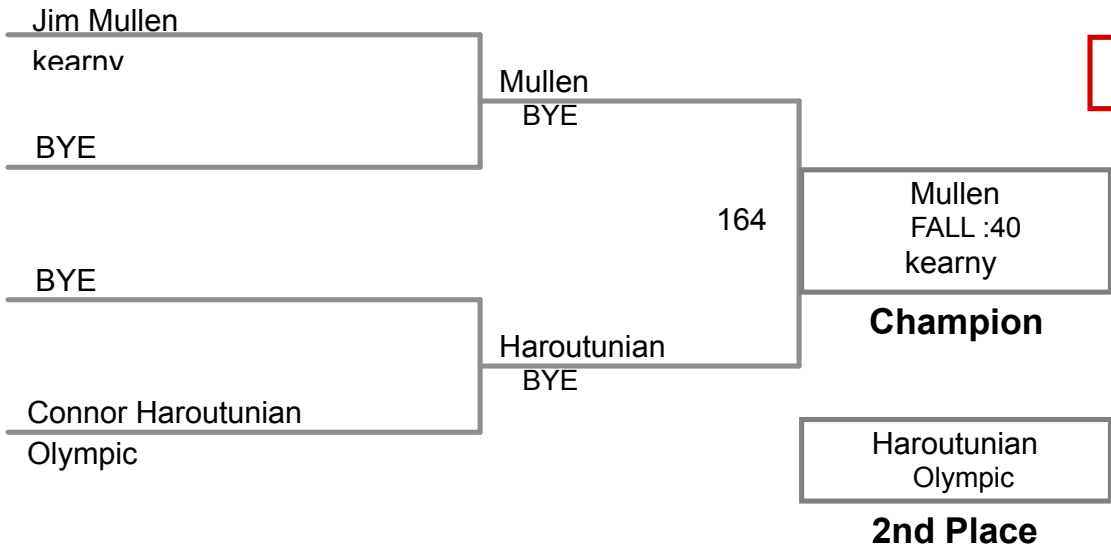 Jim Mullen
kearny
Mullen
BYE
BYE
164
Mullen
FALL :40
kearny
BYE
Champion
Haroutunian
BYE
Connor Haroutunian
Olympic
Haroutunian
Olympic
2nd Place